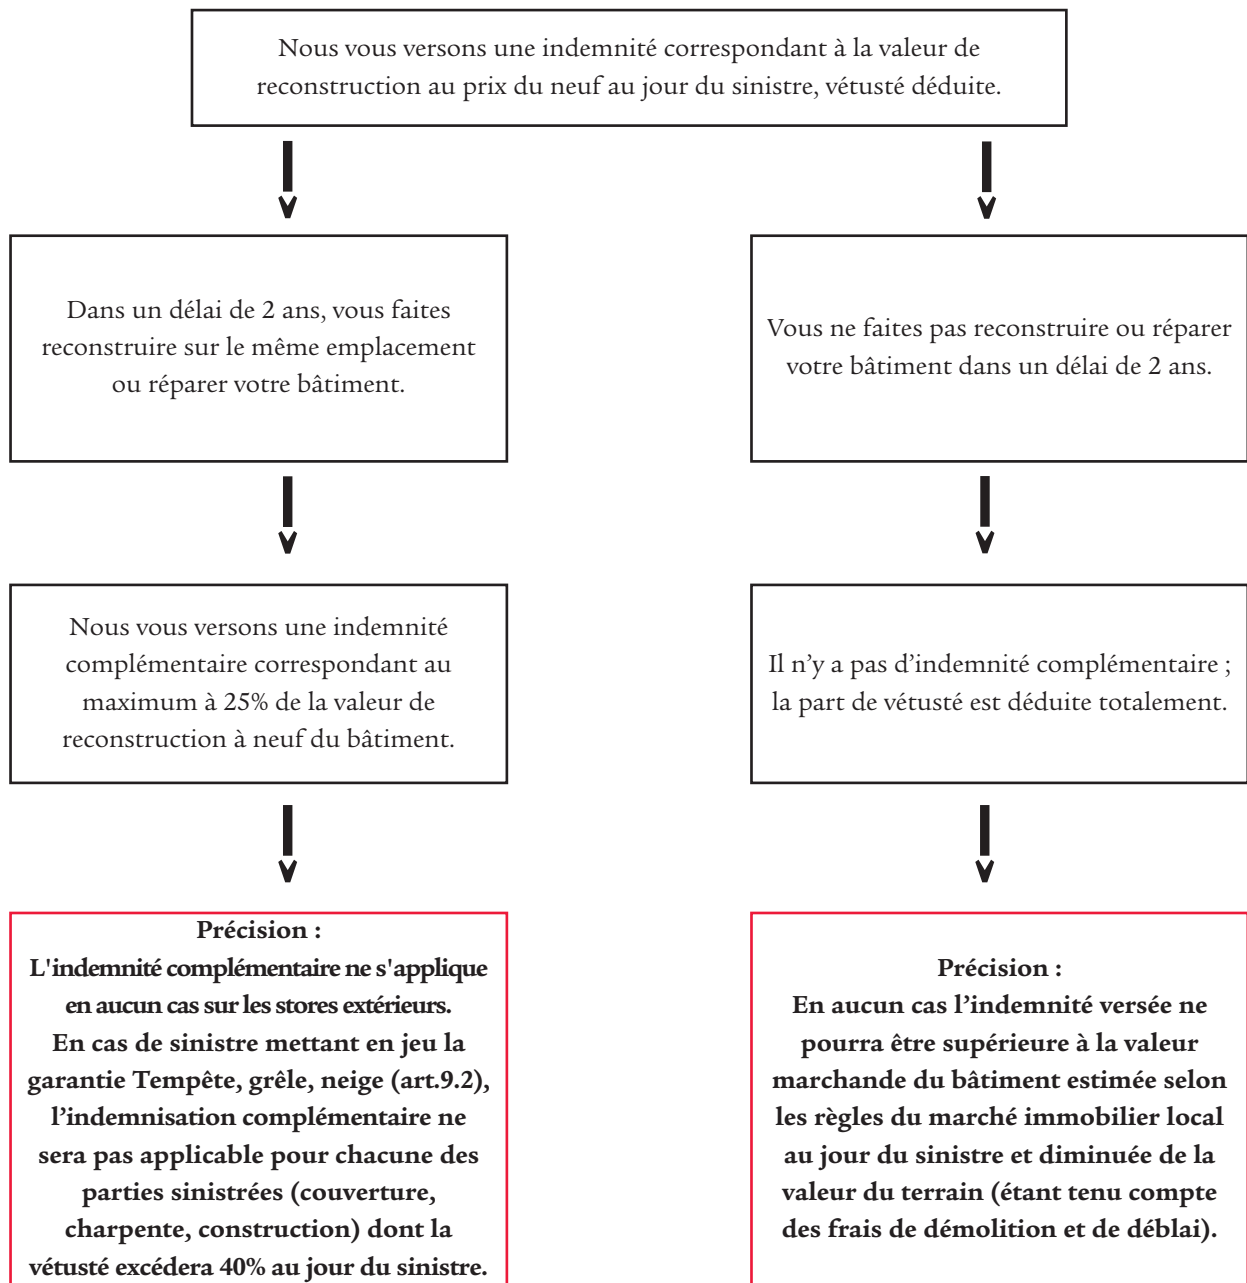 Nous vous versons une indemnité correspondant à la valeur de
reconstruction au prix du neuf au jour du sinistre, vétusté déduite.
Dans un délai de 2 ans, vous faites
reconstruire sur le même emplacement
ou réparer votre bâtiment.
Vous ne faites pas reconstruire ou réparer
votre bâtiment dans un délai de 2 ans.
Nous vous versons une indemnité
complémentaire correspondant au
maximum à 25% de la valeur de
reconstruction à neuf du bâtiment.
Il n’y a pas d’indemnité complémentaire ;
la part de vétusté est déduite totalement.
Précision :
L'indemnité complémentaire ne s'applique
en aucun cas sur les stores extérieurs.
En cas de sinistre mettant en jeu la
garantie Tempête, grêle, neige (art.9.2),
l’indemnisation complémentaire ne
sera pas applicable pour chacune des
parties sinistrées (couverture,
charpente, construction) dont la
vétusté excédera 40% au jour du sinistre.
Précision :
En aucun cas l’indemnité versée ne
pourra être supérieure à la valeur
marchande du bâtiment estimée selon
les règles du marché immobilier local
au jour du sinistre et diminuée de la
valeur du terrain (étant tenu compte
des frais de démolition et de déblai).